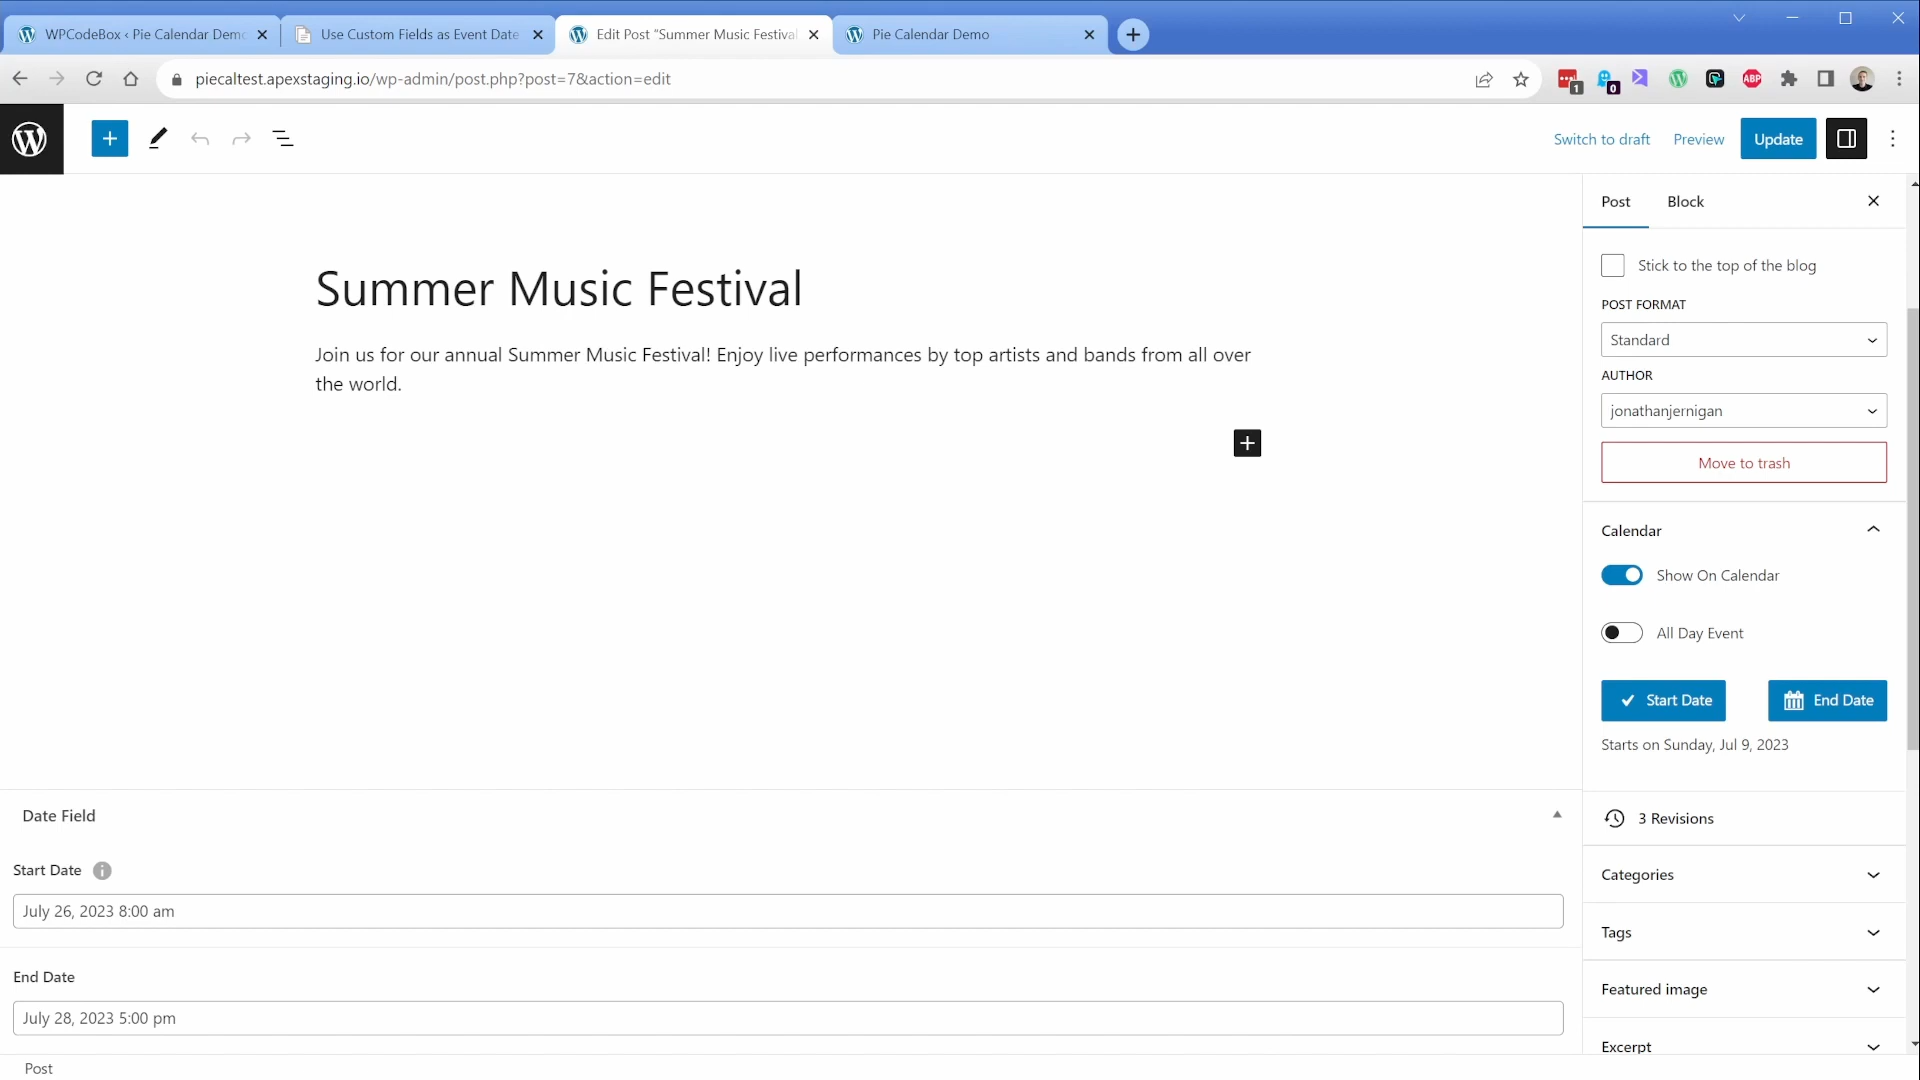 WPCodeBox ‹ Pie Calendar Demo
Use Custom Fields as Event Date
Edit Post "Summer Music Festival
Pie Calendar Demo
piecaltest.apexstaging.io/wp-admin/post.php?post=7&action=edit
1
0
ABP
Switch to draft
Preview
Update
Post
Block
Summer Music Festival
Join us for our annual Summer Music Festival! Enjoy live performances by top artists and bands from all over
the world.
Stick to the top of the blog
POST FORMAT
Standard
AUTHOR
jonathanjernigan
Move to trash
Calendar
Show On Calendar
All Day Event
Start Date
End Date
Starts on Sunday, Jul 9, 2023
3 Revisions
Categories
Tags
Featured image
Excerpt
Date Field
Start Date
July 26, 2023 8:00 am
End Date
July 28, 2023 5:00 pm
Post